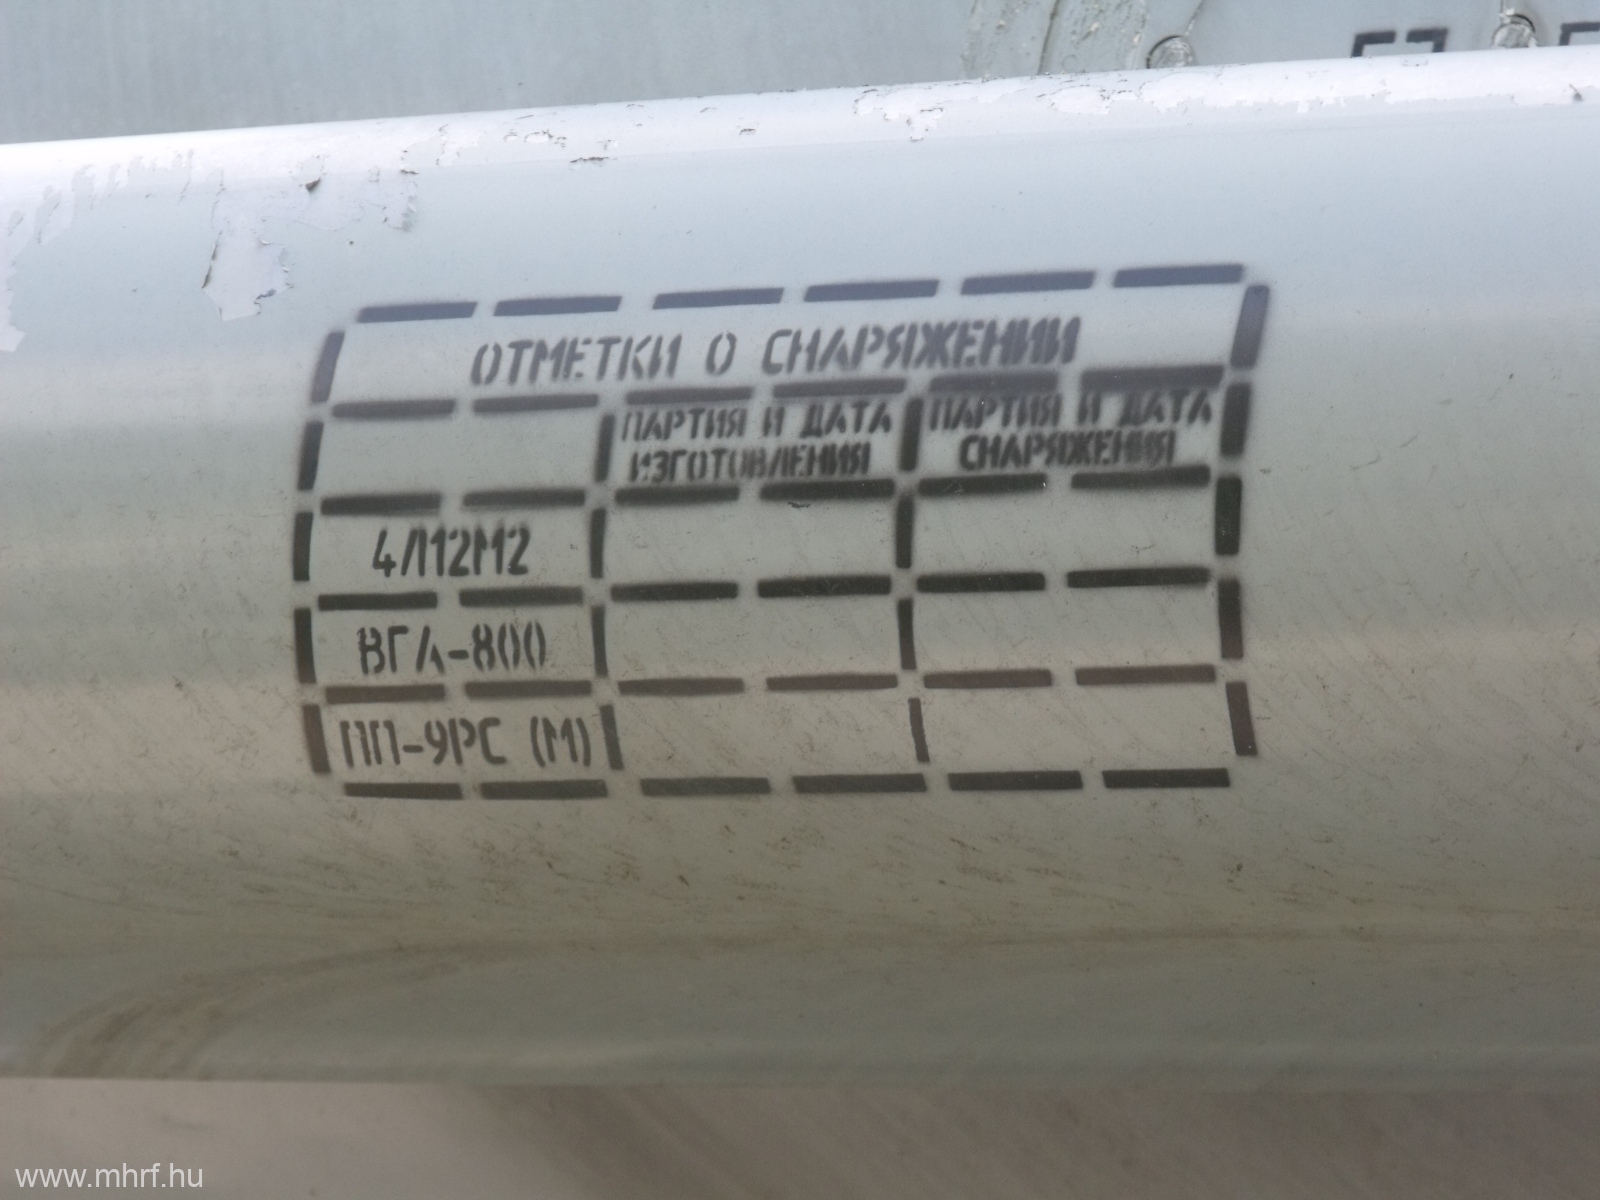 ОТМЕТКИ О СНАРЯЖЕНИИ
ПАРТИЯ И ДАТА ИЗГОТОВЛЕНИЯ
ПАРТИЯ И ДАТА СНАРЯЖЕНИЯ
4Л12М2
ВГА-800
ПП-9РС (М)
www.mhrf.hu